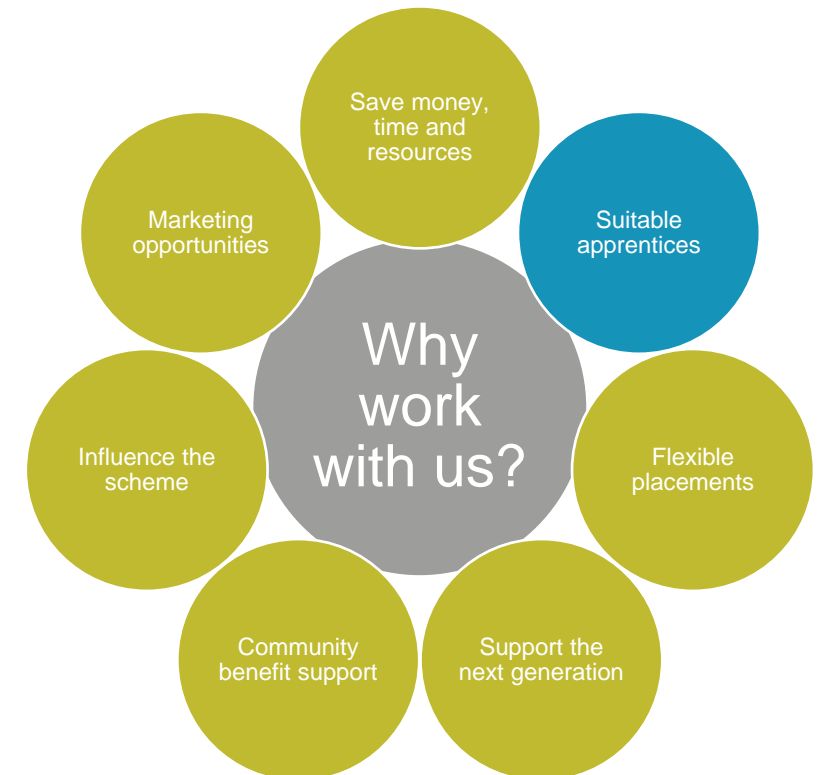 Save money,
time and
resources
Suitable
apprentices
Flexible
placements
Support the
next generation
Community
benefit support
Influence the
scheme
Marketing
opportunities
Why
work
with us?